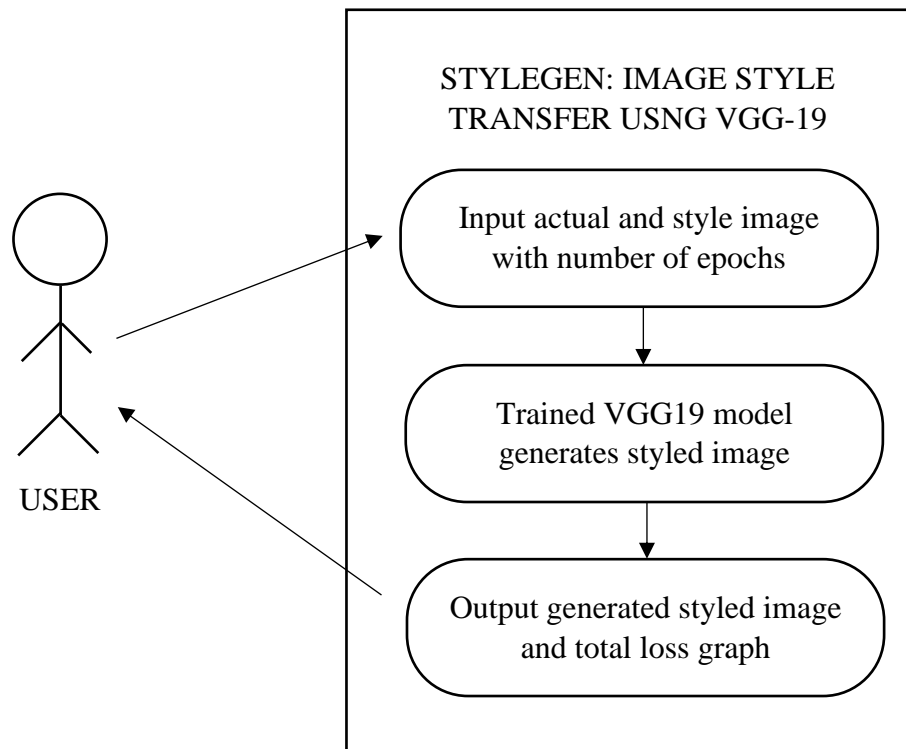 STYLEGEN: IMAGE STYLE
TRANSFER USNG VGG-19
Input actual and style image
with number of epochs
Trained VGG19 model
generates styled image
USER
Output generated styled image
and total loss graph